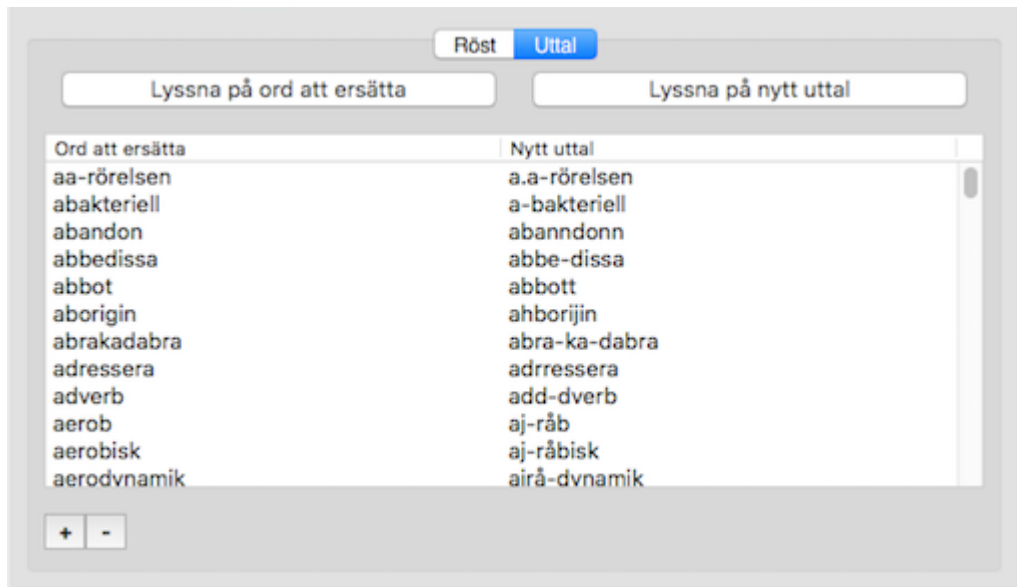 Röst Uttal
Lyssna på ord att ersätta Lyssna på nytt uttal
Ord att ersätta Nytt uttal
aa-rörelsen a.a-rörelsen
abakteriell a-bakteriell
abandon abanndonn
abbedissa abbe-dissa
abbot abbott
aborigin ahborijin
abrakadabra abra-ka-dabra
adressera adrressera
adverb add-dverb
aerob aj-råb
aerobisk aj-råbisk
aerodynamik airå-dynamik
+ -